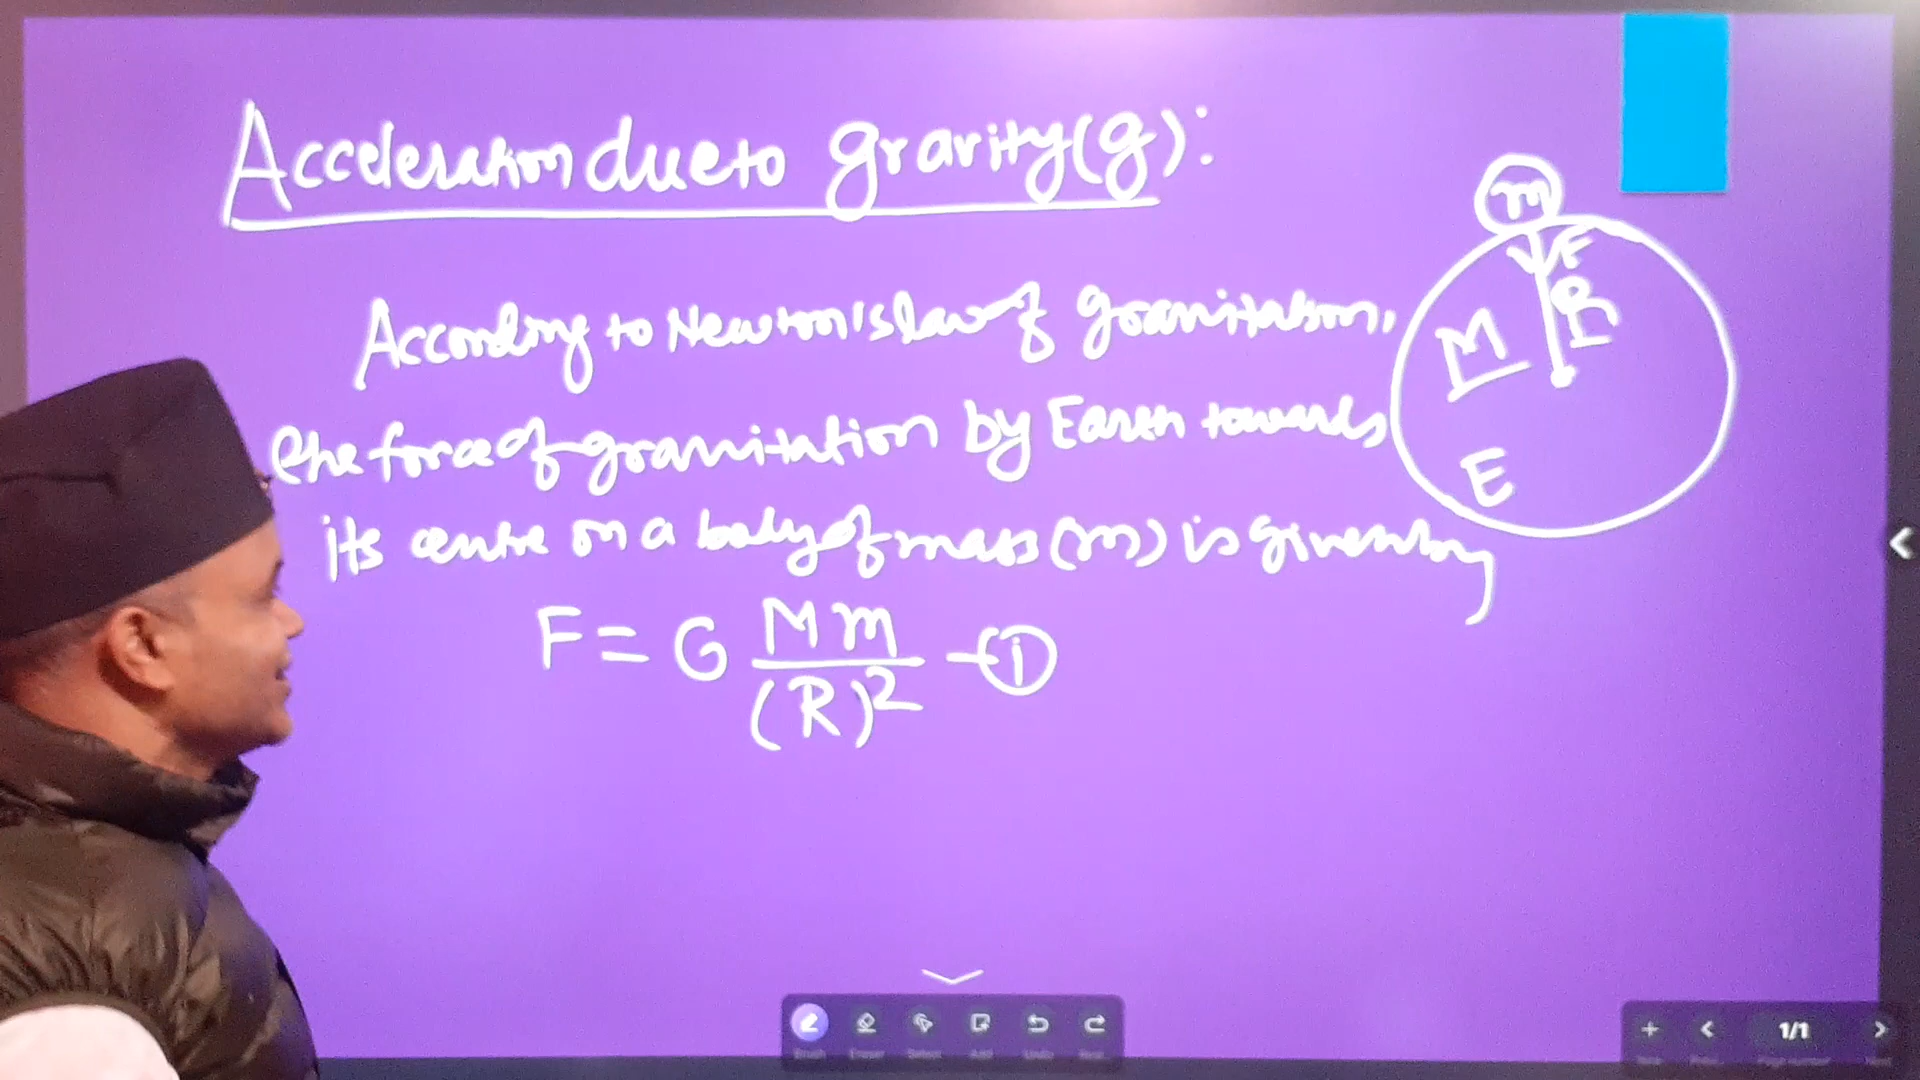 Acceleration due to gravity(g):
According to Newton's law of gravitation,
the force of gravitation by Earth towards
its centre on a body of mass (m) is given by
F = G Mm/(R)² - (i)
m
F
R
M
E
1/1